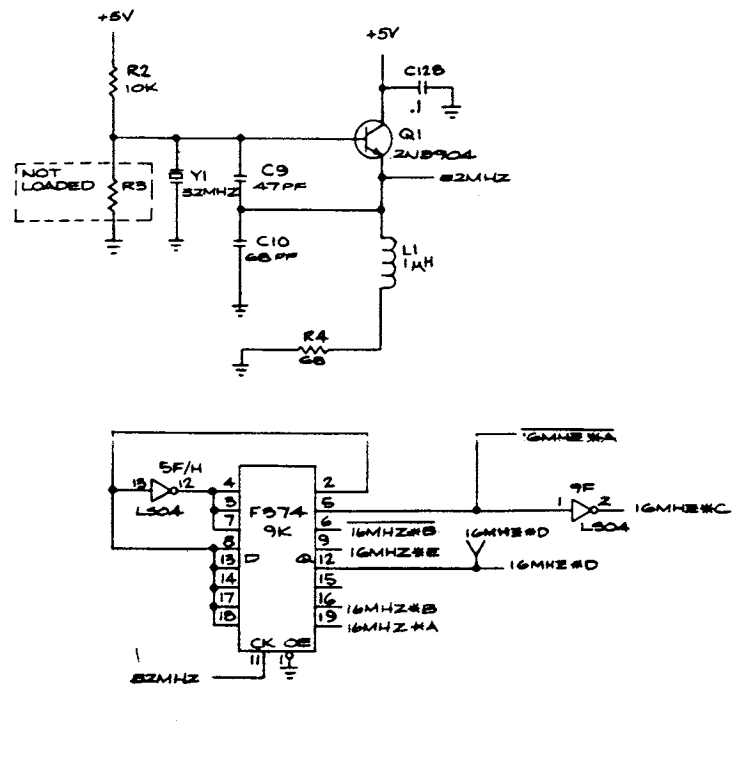 +5V
+5V
R2
10K
C128
.1
Q1
2N3904
NOT
LOADED
R3
Y1
32MHZ
C9
47PF
32MHZ
C10
68PF
L1
1µH
R4
68
16MHZ*A
5F/H
13 12
LS04
4
3
7
8
13
14
17
18
F374
9K
D Q
CK OE
11 1
2
5
6
9
12
15
16
19
16MHZ*B
16MHZ*E
16MHZ*D
16MHZ*D
16MHZ*B
16MHZ*A
9F
1 2
LS04
16MHZ*C
32MHZ